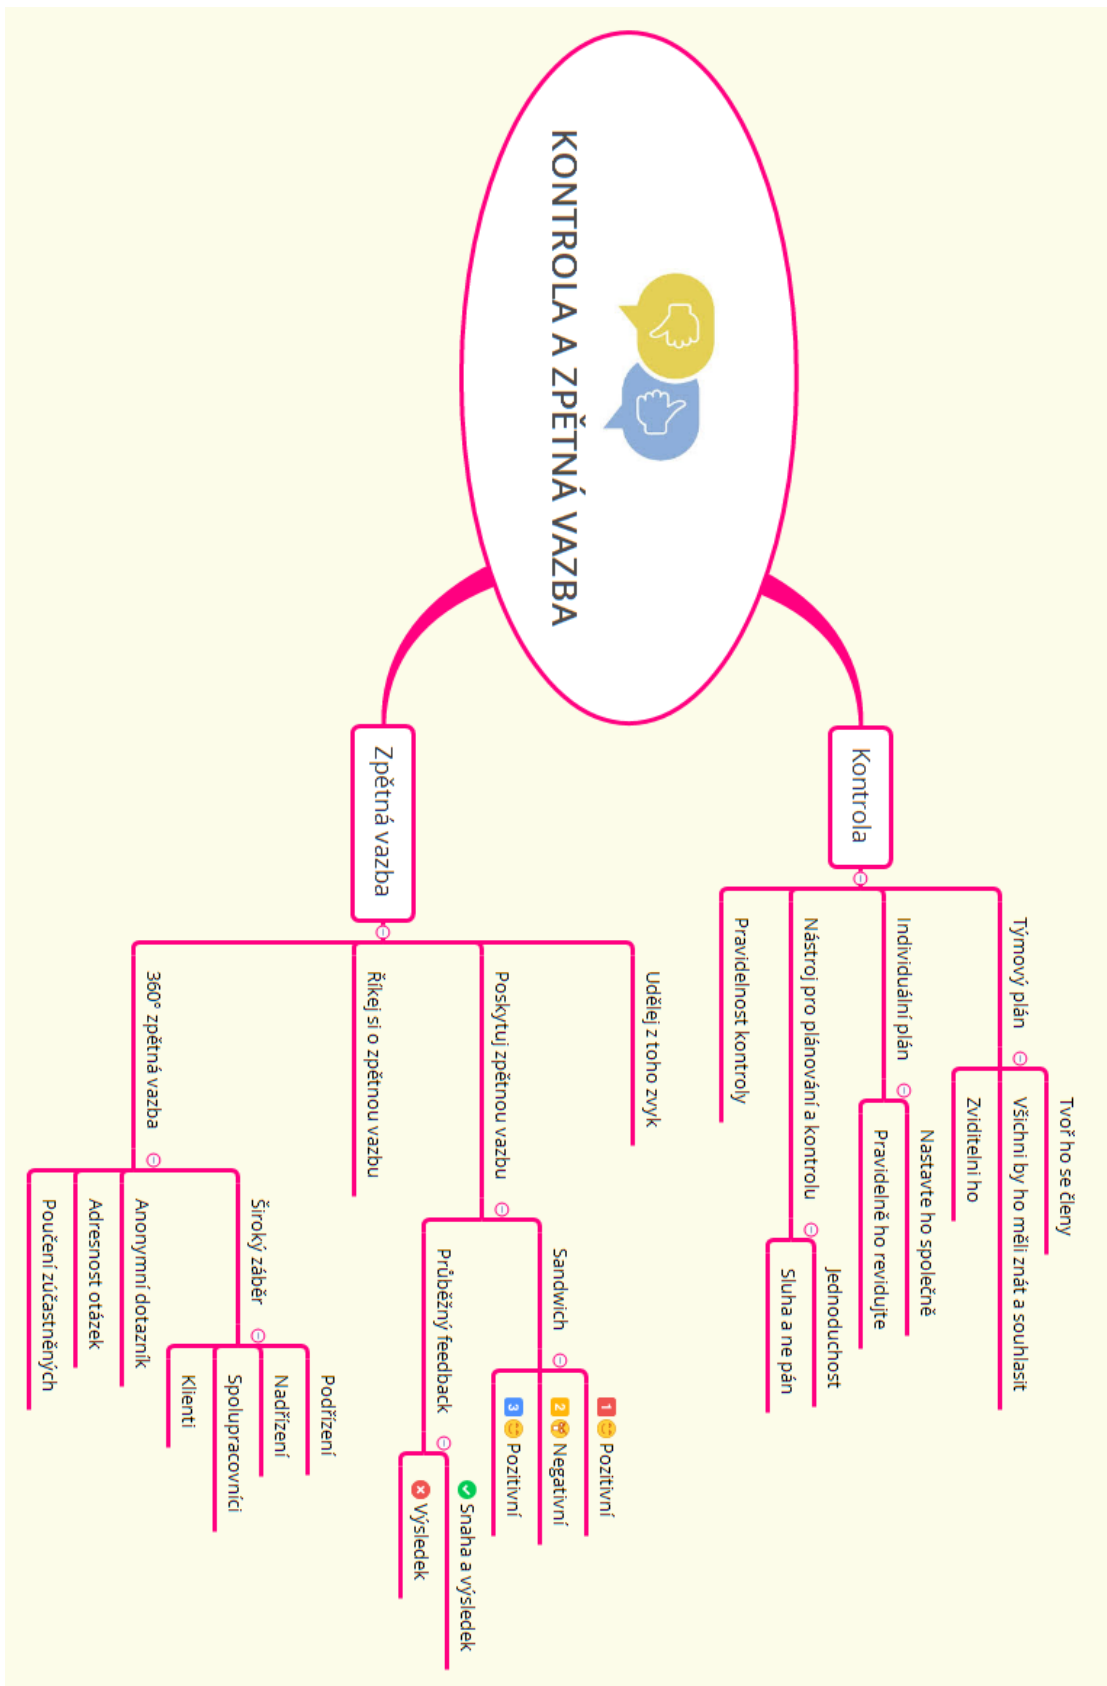 KONTROLA A ZPĚTNÁ VAZBA
Kontrola
Týmový plán
Tvoř ho se členy
Všichni by ho měli znát a souhlasit
Zviditelni ho
Individuální plán
Nastavte ho společně
Pravidelně ho revidujte
Nástroj pro plánování a kontrolu
Jednoduchost
Sluha a ne pán
Pravidelnost kontroly
Zpětná vazba
Udělej z toho zvyk
Poskytuj zpětnou vazbu
Sandwich
1 Pozitivní
2 Negativní
3 Pozitivní
Průběžný feedback
Snaha a výsledek
Výsledek
Říkej si o zpětnou vazbu
360° zpětná vazba
Široký záběr
Podřízení
Nadřízení
Spolupracovníci
Klienti
Anonymní dotazník
Adresnost otázek
Poučení zúčastněných